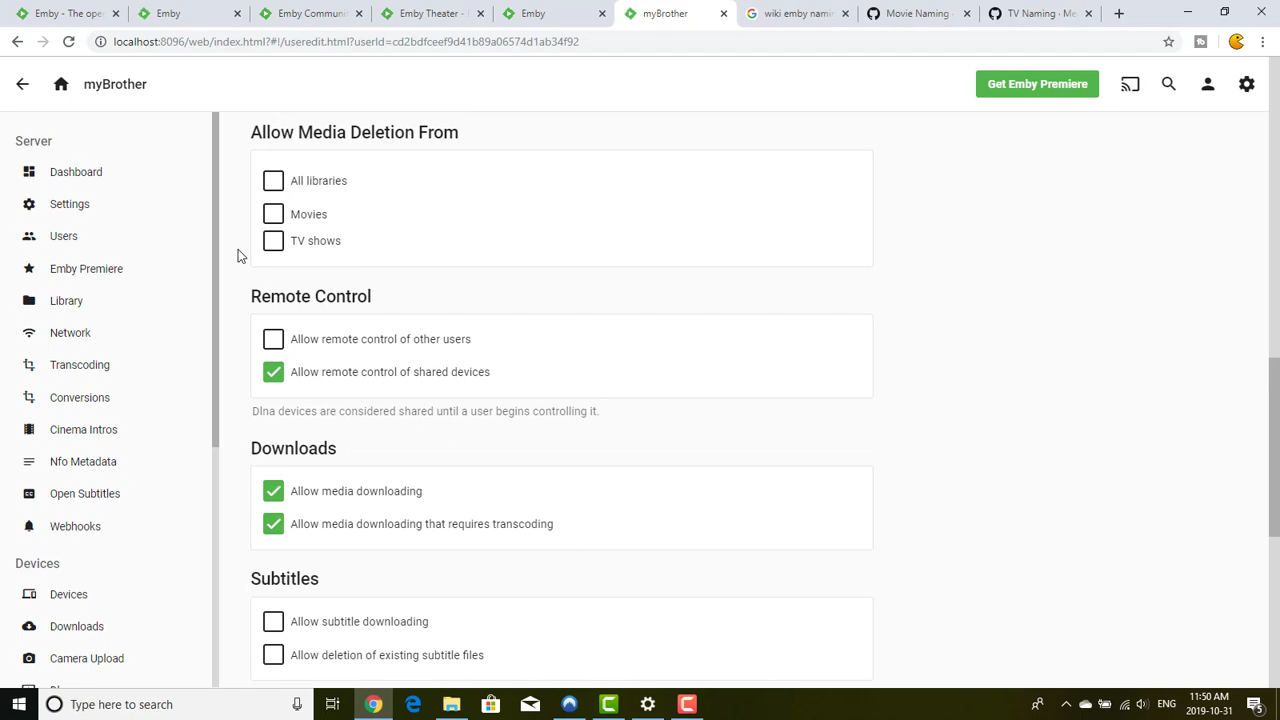 Emby - The ope
Emby
Emby Commun
Emby Theater -
Emby
myBrother
wiki emby namin
Movie Naming -
TV Naming - Me
localhost:8096/web/index.html?#!/useredit.html?userId=cd2bdfceef9d41b89a06574d1ab34f92
myBrother
Get Emby Premiere
Server
Dashboard
Settings
Users
Emby Premiere
Library
Network
Transcoding
Conversions
Cinema Intros
Nfo Metadata
Open Subtitles
Webhooks
Devices
Devices
Downloads
Camera Upload
Allow Media Deletion From
All libraries
Movies
TV shows
Remote Control
Allow remote control of other users
Allow remote control of shared devices
Dlna devices are considered shared until a user begins controlling it.
Downloads
Allow media downloading
Allow media downloading that requires transcoding
Subtitles
Allow subtitle downloading
Allow deletion of existing subtitle files
Type here to search
ENG
11:50 AM
2019-10-31